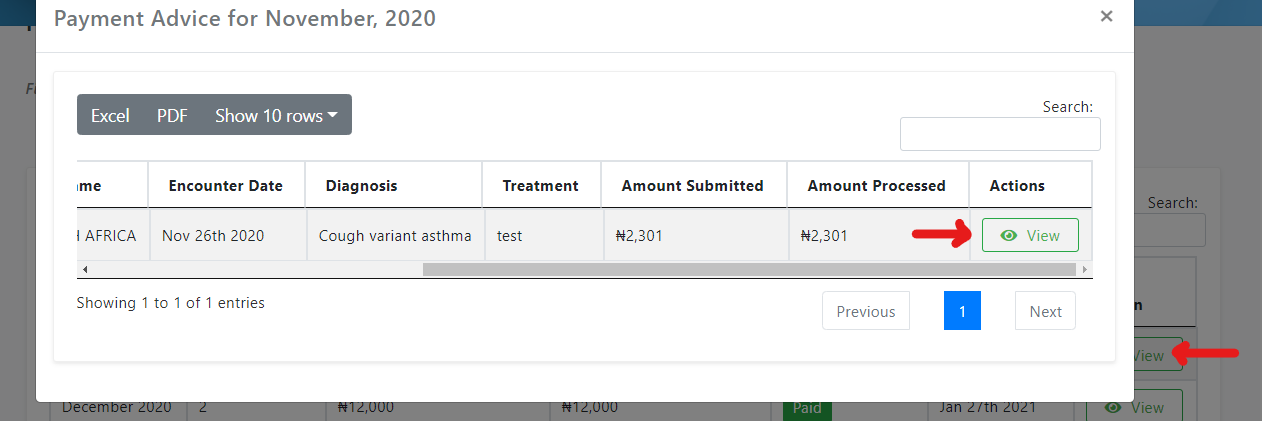 Payment Advice for November, 2020
×
Excel PDF Show 10 rows
Search:
Encounter Date Diagnosis Treatment Amount Submitted Amount Processed Actions
AFRICA Nov 26th 2020 Cough variant asthma test ₦2,301 ₦2,301 View
Showing 1 to 1 of 1 entries
Previous 1 Next
Search:
View
December 2020 2 ₦12,000 ₦12,000 Paid Jan 27th 2021 View